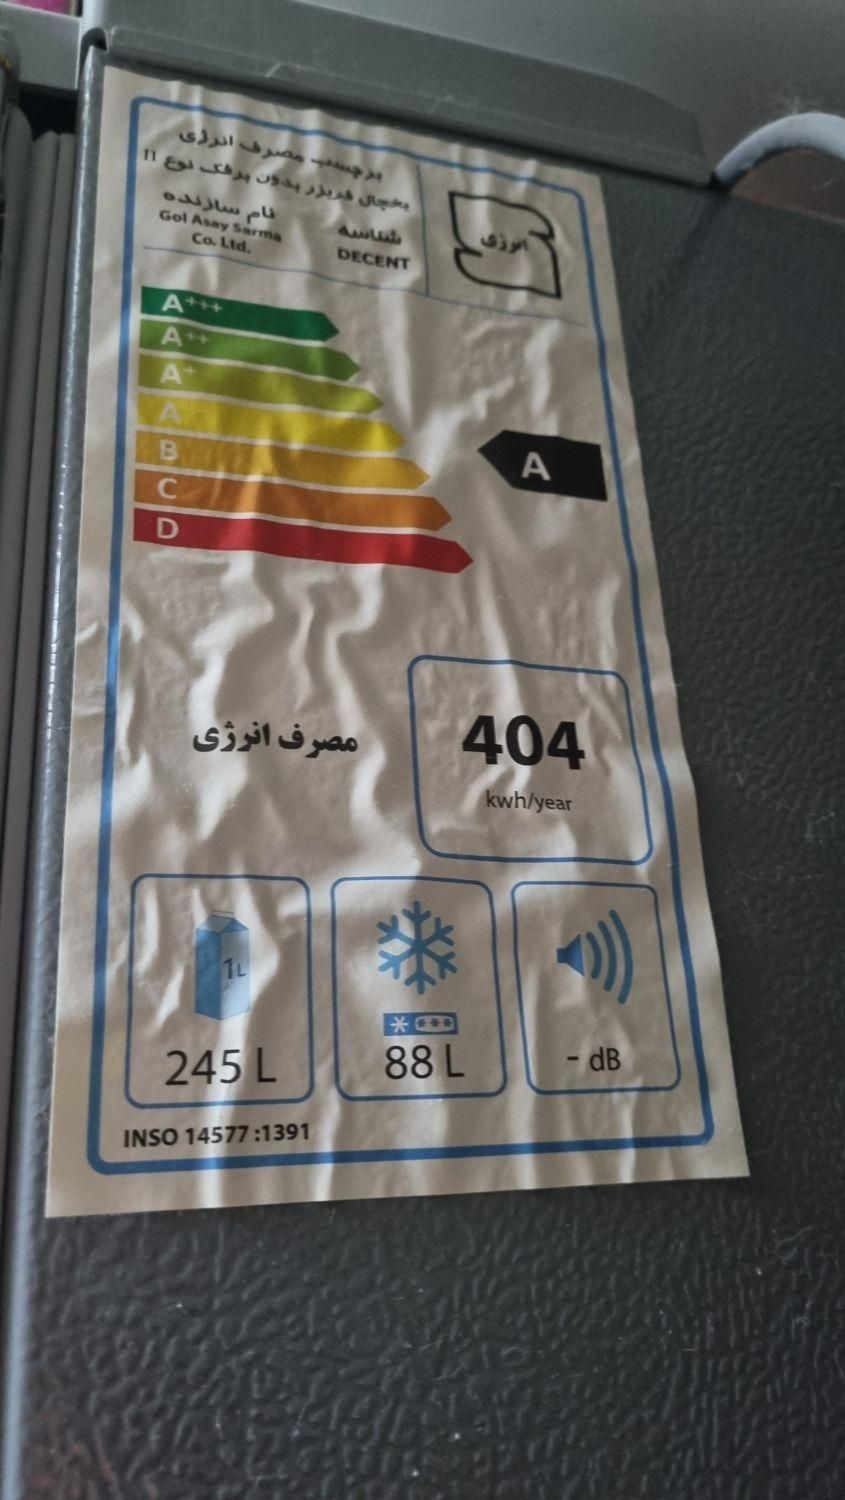 برچسب مصرف انرژی
یخچال فریزر بدون برفک نوع II
نام سازنده
Gol Asay Sarma
Co. Ltd.
شناسه
DECENT
انرژی
A+++
A++
A+
A
B
C
D
A
مصرف انرژی
404
kwh/year
1L
245 L
88 L
- dB
INSO 14577 :1391